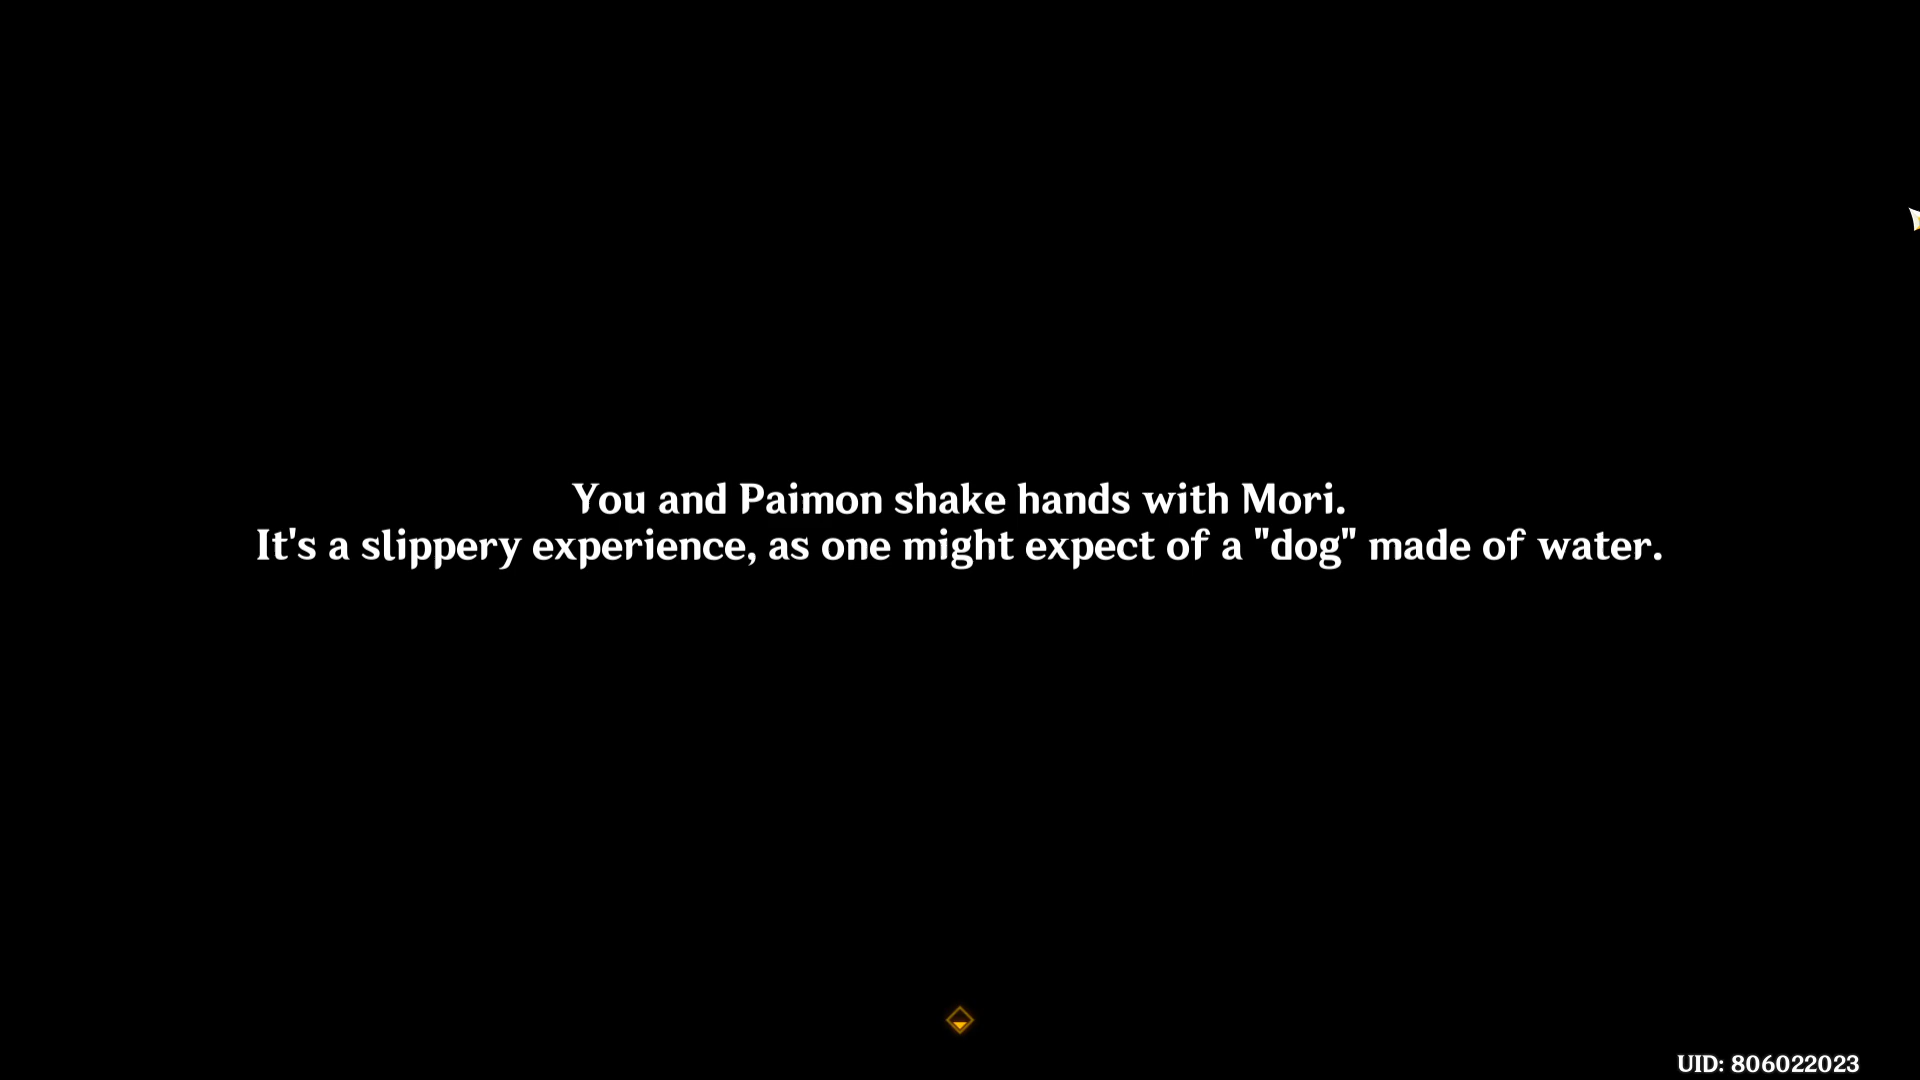 You and Paimon shake hands with Mori.
It's a slippery experience, as one might expect of a "dog" made of water.
UID: 806022023